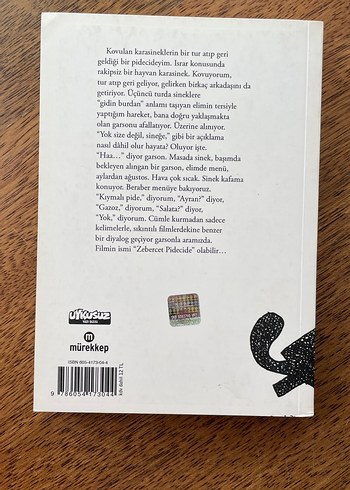 Kovulan karasineklerin bir tur atıp geri
geldiği bir pidecideyim. Israr konusunda
rakipsiz bir hayvan karasinek. Kovuyorum,
tur atıp geri geliyor, gelirken birkaç arkadaşını da
getiriyor. Üçüncü turda sineklere
"gidin burdan" anlamı taşıyan elimin tersiyle
yaptığım hareket, bana doğru yaklaşmakta
olan garsonu afallatıyor. Üzerine alınıyor.
"Yok size değil, sineğe," gibi bir açıklama
nasıl dâhil olur hayata? Oluyor işte.
"Haa…" diyor garson. Masada sinek, başımda
bekleyen alıngan bir garson, elimde menü,
aylardan ağustos. Hava çok sıcak. Sinek kafama
konuyor. Beraber menüye bakıyoruz.
"Kıymalı pide," diyorum, "Ayran?" diyor,
"Gazoz," diyorum, "Salata?" diyor,
"Yok," diyorum. Cümle kurmadan sadece
kelimelerle, sıkıntılı filmlerdekine benzer
bir diyalog geçiyor garsonla aramızda.
Filmin ismi "Zebercet Pidecide" olabilir…
uykusuz
m
mürekkep
ISBN 605-4173-04-4
9 786054 173044
kdv dahil 12 TL